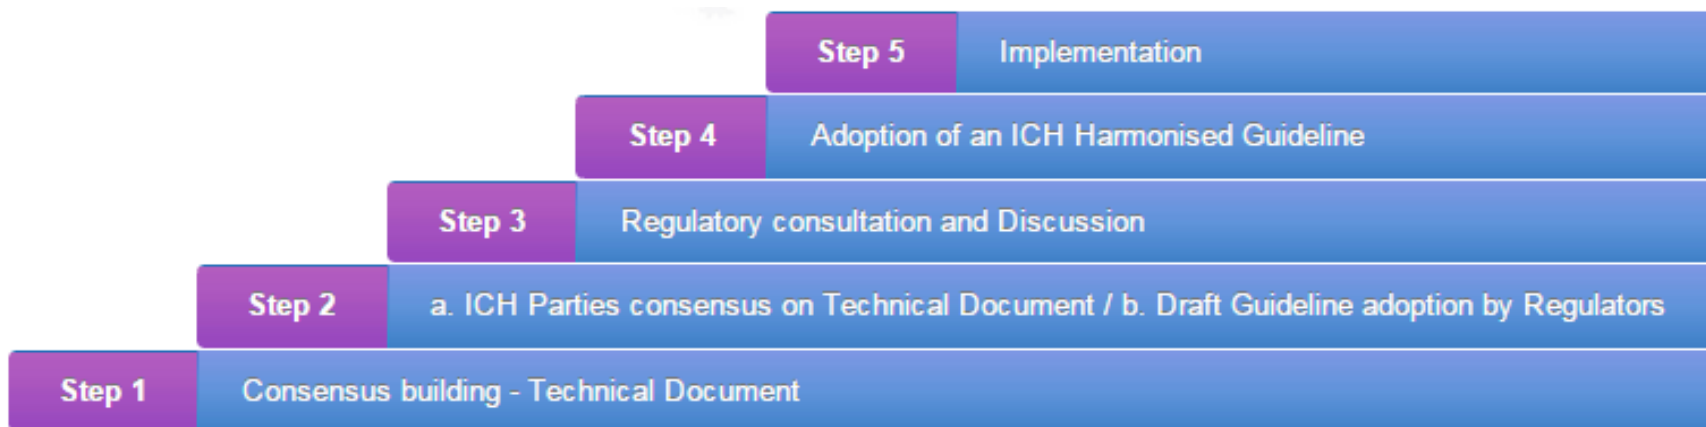 Step 5 Implementation
Step 4 Adoption of an ICH Harmonised Guideline
Step 3 Regulatory consultation and Discussion
Step 2 a. ICH Parties consensus on Technical Document / b. Draft Guideline adoption by Regulators
Step 1 Consensus building - Technical Document